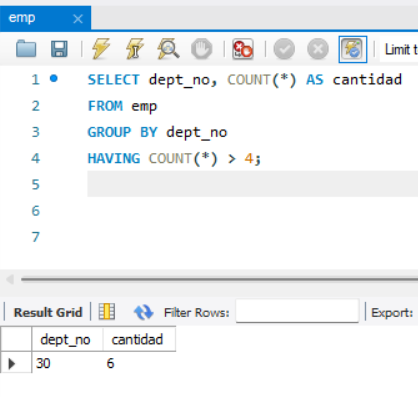 emp
Limit t
1 SELECT dept_no, COUNT(*) AS cantidad
2 FROM emp
3 GROUP BY dept_no
4 HAVING COUNT(*) > 4;
5
6
7
Result Grid Filter Rows: Export:
dept_no cantidad
30 6